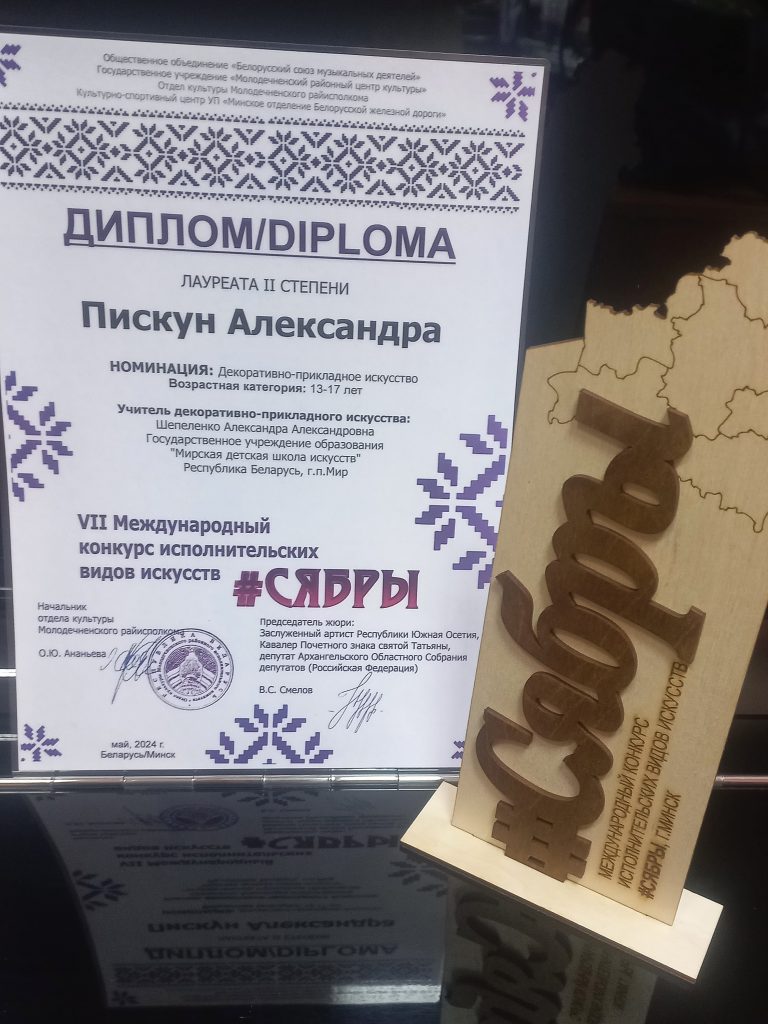 Общественное объединение «Белорусский союз музыкальных деятелей»
Государственное учреждение «Молодечненский районный центр культуры»
Отдел культуры Молодечненского райисполкома
Культурно-спортивный центр УП «Минское отделение Белорусской железной дороги»
ДИПЛОМ/DIPLOMA
ЛАУРЕАТА II СТЕПЕНИ
Пискун Александра
НОМИНАЦИЯ: Декоративно-прикладное искусство
Возрастная категория: 13-17 лет
Учитель декоративно-прикладного искусства:
Шепеленко Александра Александровна
Государственное учреждение образования
"Мирская детская школа искусств"
Республика Беларусь, г.п.Мир
VII Международный
конкурс исполнительских
видов искусств #СЯБРЫ
Начальник
отдела культуры
Молодечненского райисполкома
О.Ю. Ананьева
Председатель жюри:
Заслуженный артист Республики Южная Осетия,
Кавалер Почетного знака святой Татьяны,
депутат Архангельского Областного Собрания
депутатов (Российская Федерация)
В.С. Смелов
май, 2024 г.
Беларусь/Минск
#Сябры
МЕЖДУНАРОДНЫЙ КОНКУРС
ИСПОЛНИТЕЛЬСКИХ ВИДОВ ИСКУССТВ
#СЯБРЫ, Г.МИНСК